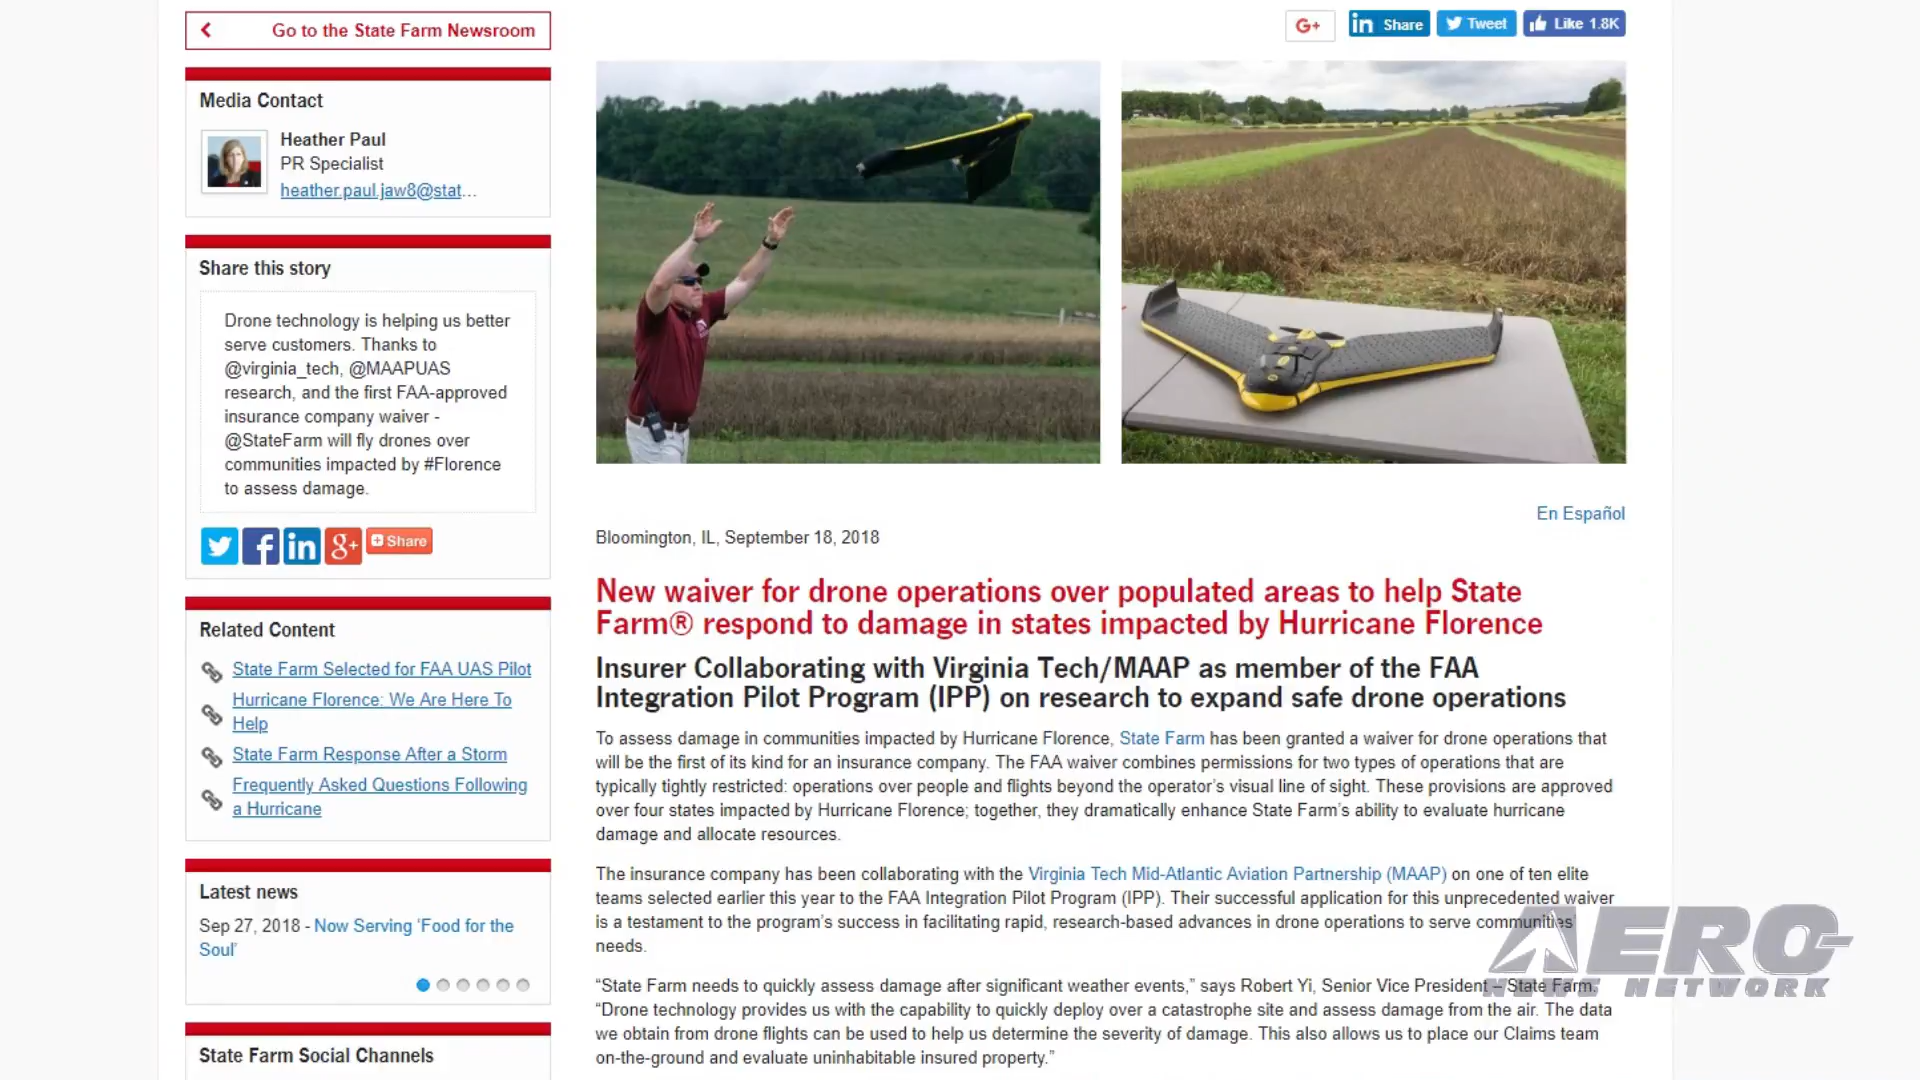 Go to the State Farm Newsroom
Media Contact
Heather Paul
PR Specialist
heather.paul.jaw8@stat...
Share this story
Drone technology is helping us better
serve customers. Thanks to
@virginia_tech, @MAAPUAS
research, and the first FAA-approved
insurance company waiver -
@StateFarm will fly drones over
communities impacted by #Florence
to assess damage.
Share
Related Content
State Farm Selected for FAA UAS Pilot
Hurricane Florence: We Are Here To
Help
State Farm Response After a Storm
Frequently Asked Questions Following
a Hurricane
Latest news
Sep 27, 2018 - Now Serving ‘Food for the
Soul’
State Farm Social Channels
G+ in Share Tweet Like 1.8K
En Español
Bloomington, IL, September 18, 2018
New waiver for drone operations over populated areas to help State
Farm® respond to damage in states impacted by Hurricane Florence
Insurer Collaborating with Virginia Tech/MAAP as member of the FAA
Integration Pilot Program (IPP) on research to expand safe drone operations
To assess damage in communities impacted by Hurricane Florence, State Farm has been granted a waiver for drone operations that
will be the first of its kind for an insurance company. The FAA waiver combines permissions for two types of operations that are
typically tightly restricted: operations over people and flights beyond the operator’s visual line of sight. These provisions are approved
over four states impacted by Hurricane Florence; together, they dramatically enhance State Farm’s ability to evaluate hurricane
damage and allocate resources.
The insurance company has been collaborating with the Virginia Tech Mid-Atlantic Aviation Partnership (MAAP) on one of ten elite
teams selected earlier this year to the FAA Integration Pilot Program (IPP). Their successful application for this unprecedented waiver
is a testament to the program’s success in facilitating rapid, research-based advances in drone operations to serve communities’
needs.
“State Farm needs to quickly assess damage after significant weather events,” says Robert Yi, Senior Vice President – State Farm.
“Drone technology provides us with the capability to quickly deploy over a catastrophe site and assess damage from the air. The data
we obtain from drone flights can be used to help us determine the severity of damage. This also allows us to place our Claims team
on-the-ground and evaluate uninhabitable insured property.”
AERO-
NEWS NETWORK